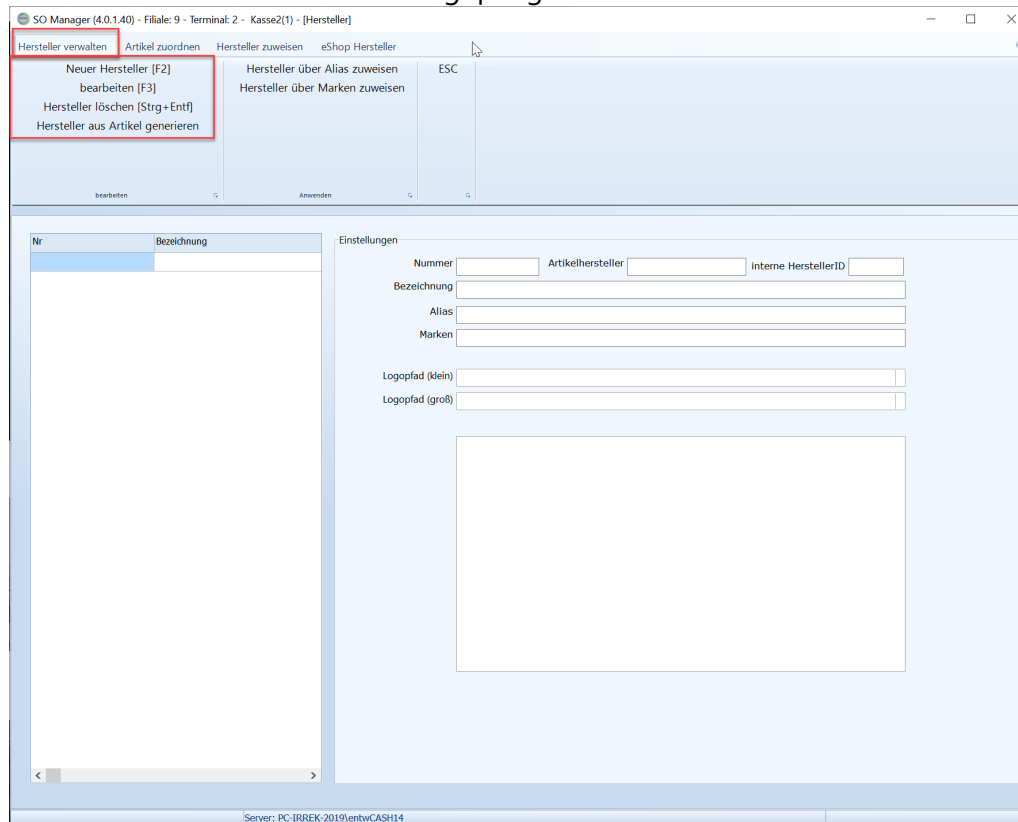 SO Manager (4.0.1.40) - Filiale: 9 - Terminal: 2 - Kasse2(1) - [Hersteller]
Hersteller verwalten Artikel zuordnen Hersteller zuweisen eShop Hersteller
Neuer Hersteller [F2]
bearbeiten [F3]
Hersteller löschen [Strg+Entf]
Hersteller aus Artikel generieren
bearbeiten
Hersteller über Alias zuweisen
Hersteller über Marken zuweisen
Anwenden
ESC
Nr Bezeichnung
Einstellungen
Nummer Artikelhersteller interne HerstellerID
Bezeichnung
Alias
Marken
Logopfad (klein)
Logopfad (groß)
Server: PC-IRREK-2019\entwCASH14